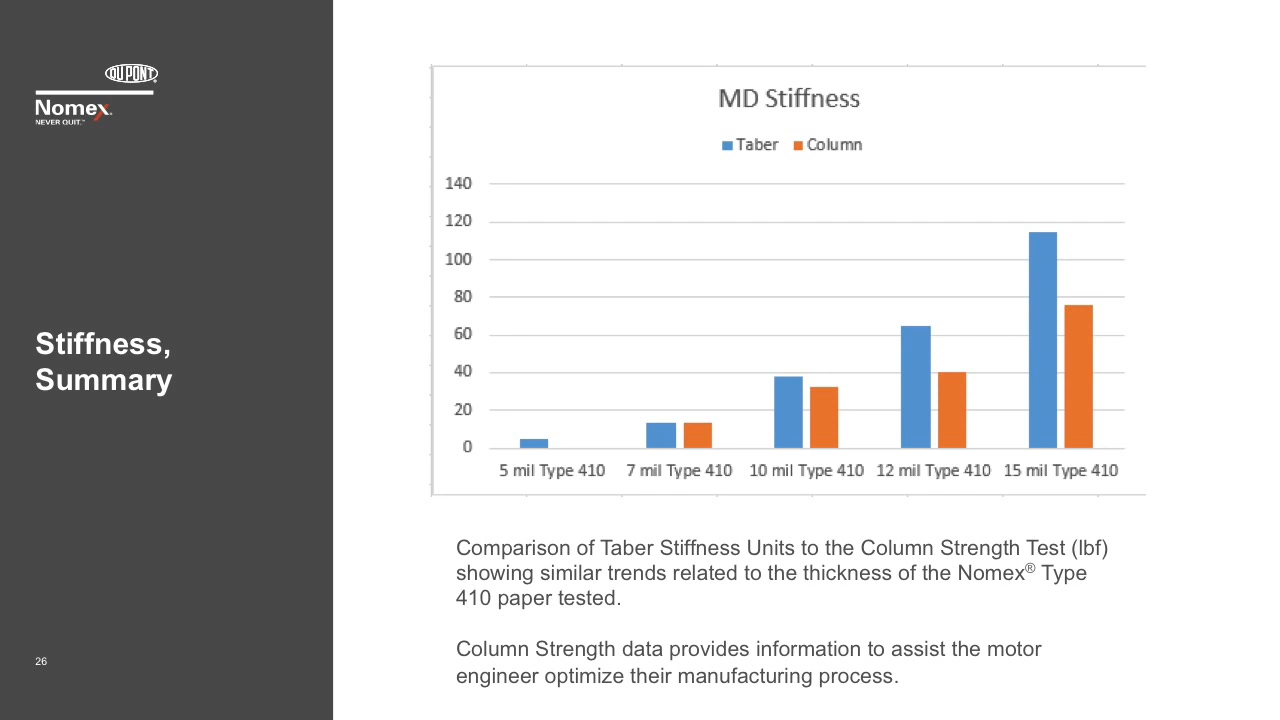 DU PONT®
Nomex®
NEVER QUIT.™
Stiffness,
Summary
26
MD Stiffness
Taber Column
140
120
100
80
60
40
20
0
5 mil Type 410 7 mil Type 410 10 mil Type 410 12 mil Type 410 15 mil Type 410
Comparison of Taber Stiffness Units to the Column Strength Test (lbf)
showing similar trends related to the thickness of the Nomex® Type
410 paper tested.
Column Strength data provides information to assist the motor
engineer optimize their manufacturing process.